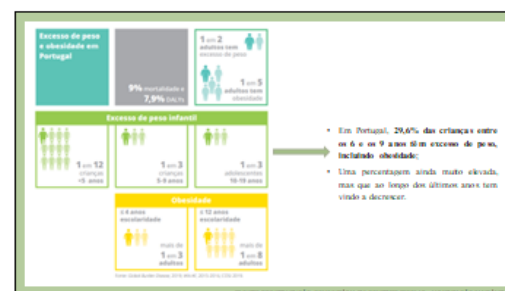 Excesso de peso
e obesidade em
Portugal
9% mortalidade e
7,9% DALYs
1 em 2
adultos tem
excesso de peso
1 em 5
adultos tem
obesidade
Excesso de peso infantil
1 em 12
crianças
<5 anos
1 em 3
crianças
5-9 anos
1 em 3
adolescentes
10-19 anos
Obesidade
≤ 4 anos
escolaridade
mais de
1 em 3
adultos
≥ 12 anos
escolaridade
mais de
1 em 8
adultos
• Em Portugal, 29,6% das crianças entre
os 6 e os 9 anos têm excesso de peso,
incluindo obesidade;
• Uma percentagem ainda muito elevada,
mas que ao longo dos últimos anos tem
vindo a decrescer.